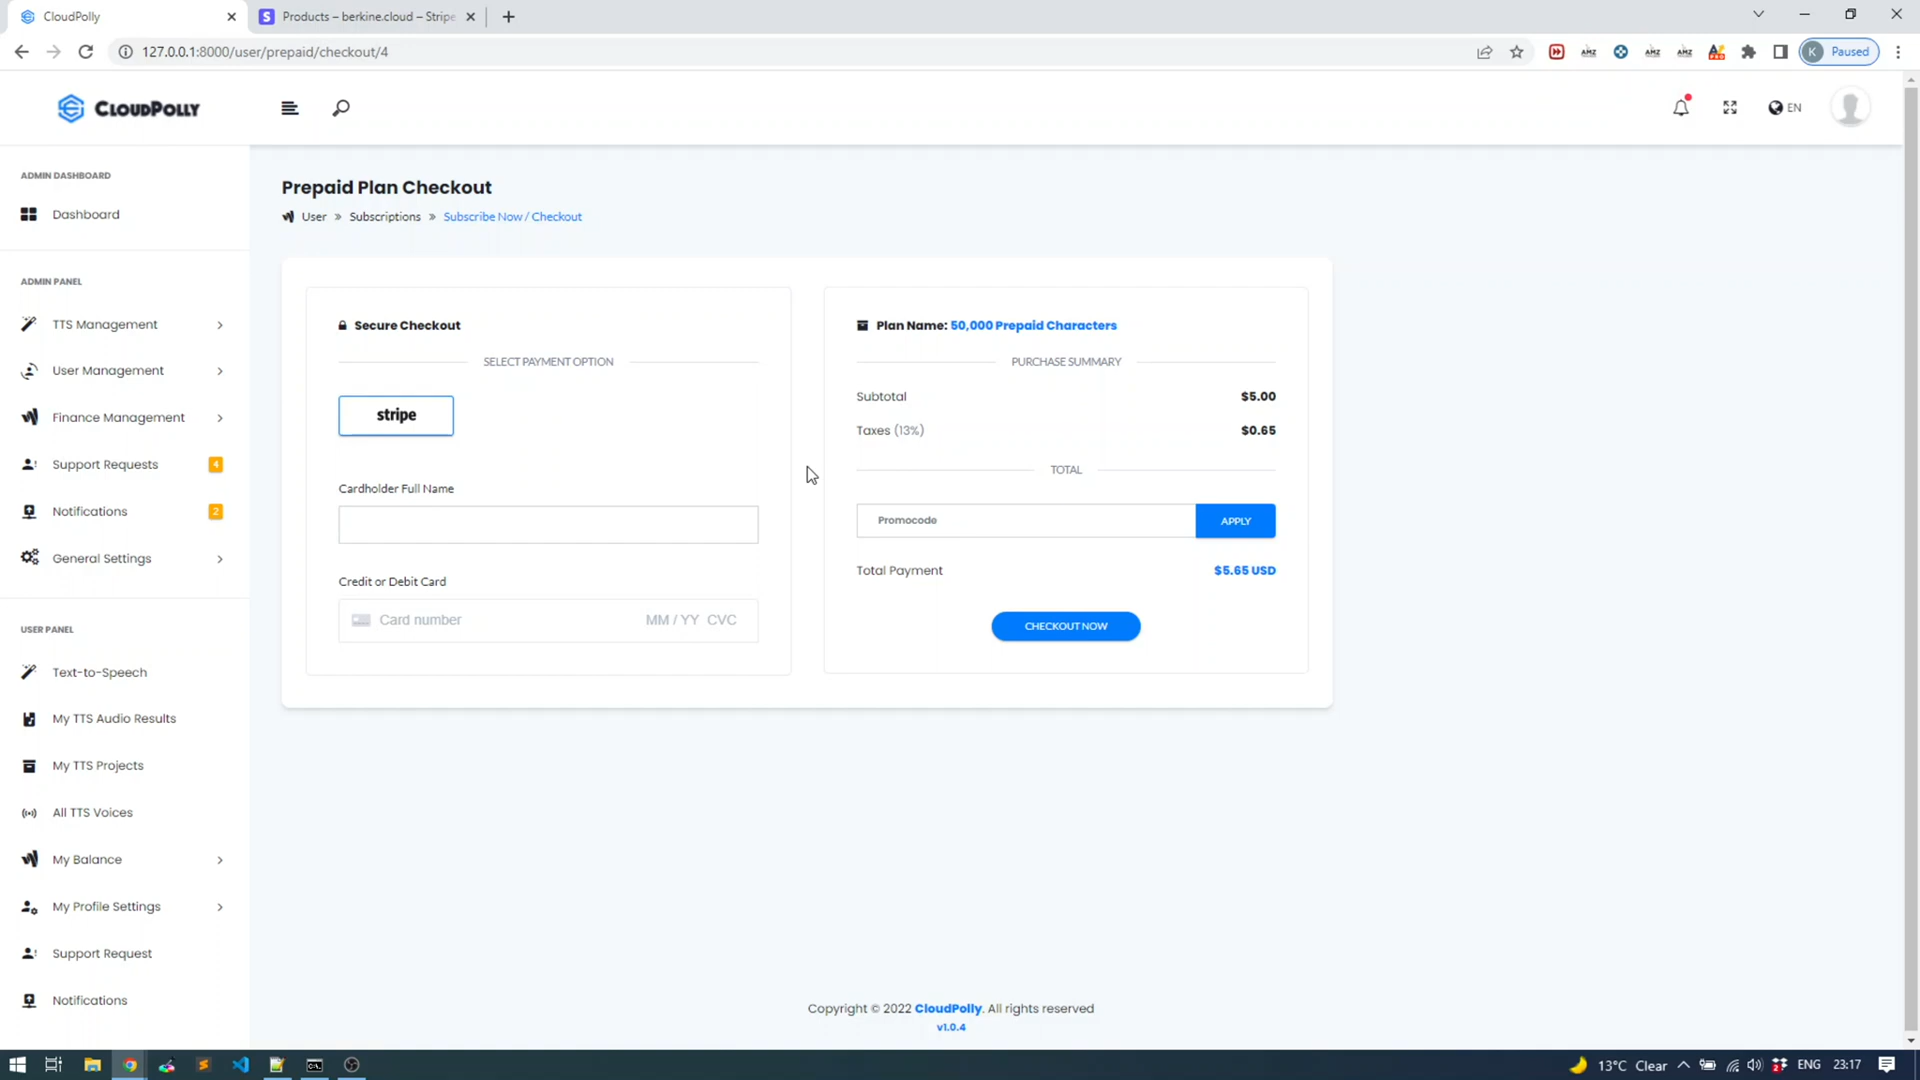 CloudPolly
Products – berkine.cloud – Stripe
127.0.0.1:8000/user/prepaid/checkout/4
AMZ
AMZ
AMZ
PRO
K Paused
CLOUDPOLLY
EN
ADMIN DASHBOARD
Dashboard
ADMIN PANEL
TTS Management
User Management
Finance Management
Support Requests 4
Notifications 2
General Settings
USER PANEL
Text-to-Speech
My TTS Audio Results
My TTS Projects
All TTS Voices
My Balance
My Profile Settings
Support Request
Notifications
Prepaid Plan Checkout
User » Subscriptions » Subscribe Now / Checkout
Secure Checkout
SELECT PAYMENT OPTION
stripe
Cardholder Full Name
Credit or Debit Card
Card number MM / YY CVC
Plan Name: 50,000 Prepaid Characters
PURCHASE SUMMARY
Subtotal $5.00
Taxes (13%) $0.65
TOTAL
Promocode APPLY
Total Payment $5.65 USD
CHECKOUT NOW
Copyright © 2022 CloudPolly. All rights reserved
v1.0.4
13°C Clear ENG 23:17